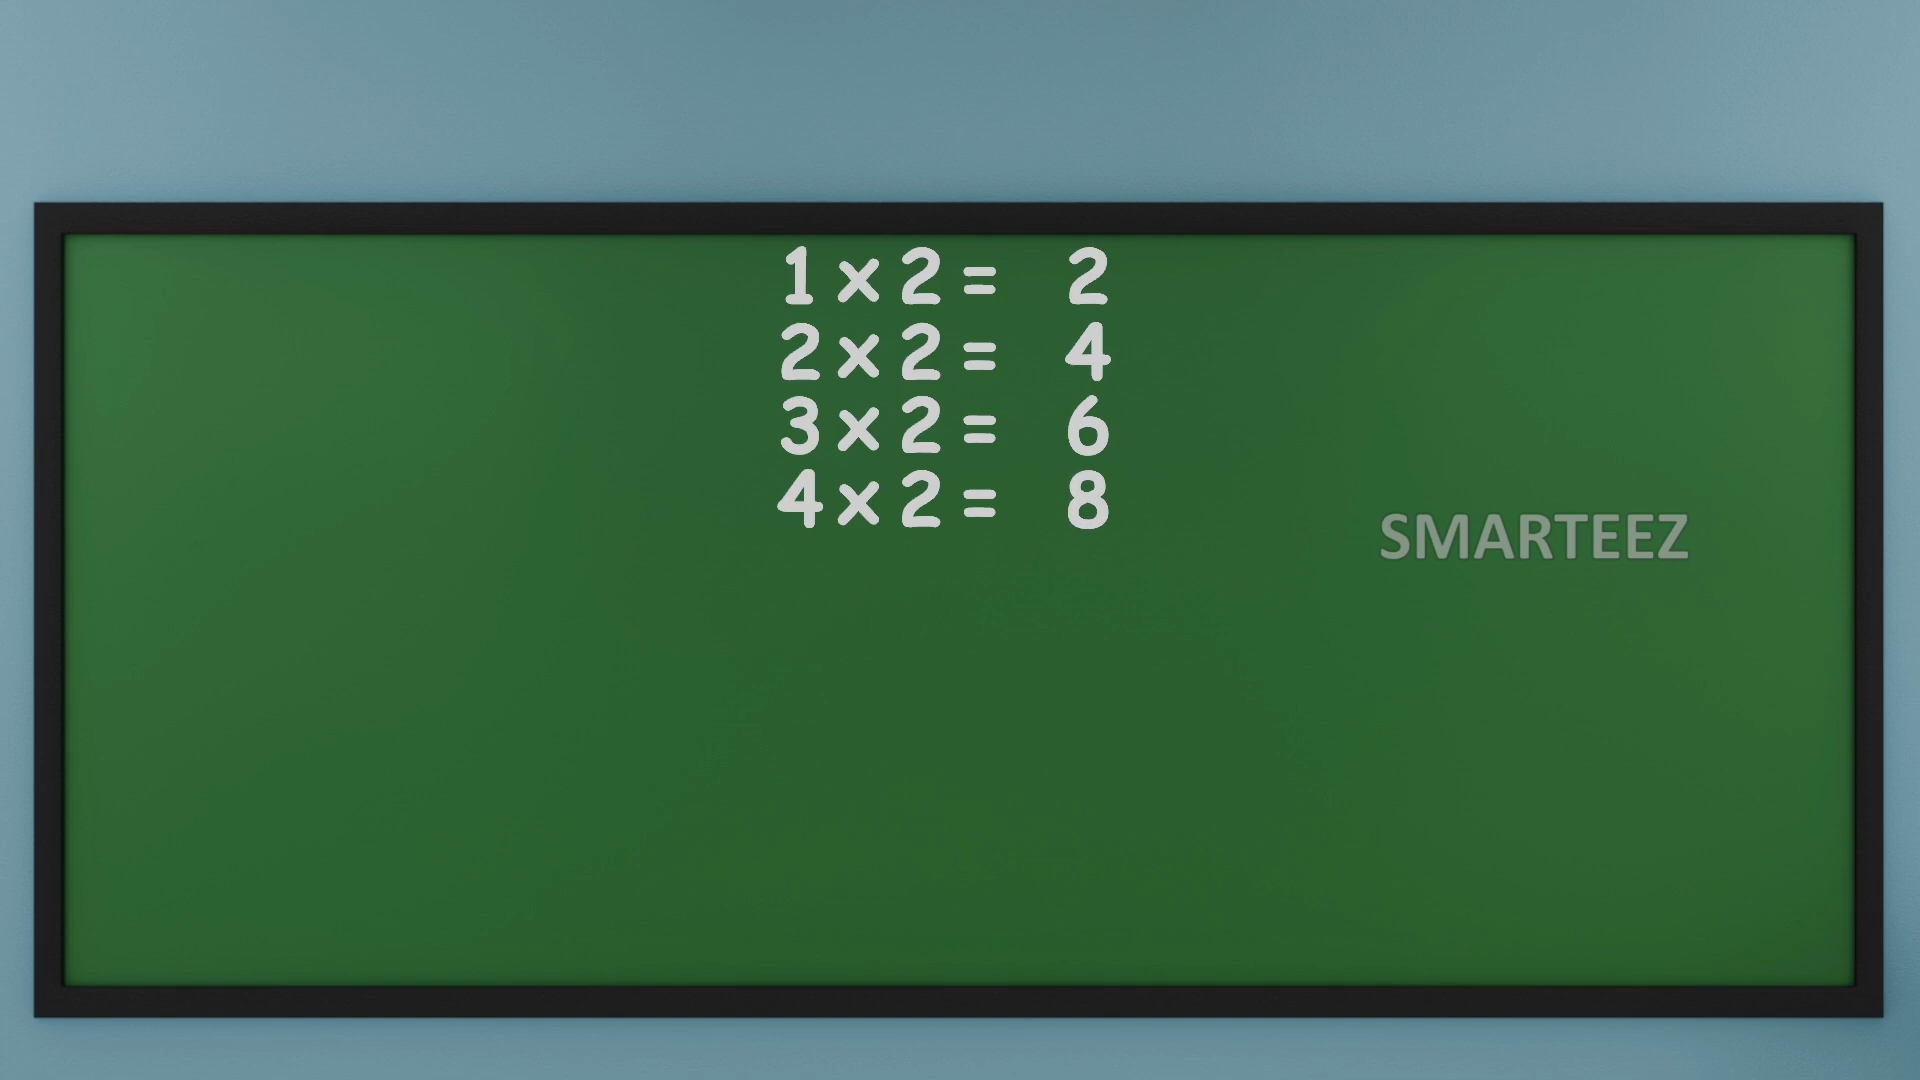 1 × 2 = 2
2 × 2 = 4
3 × 2 = 6
4 × 2 = 8
SMARTEEZ